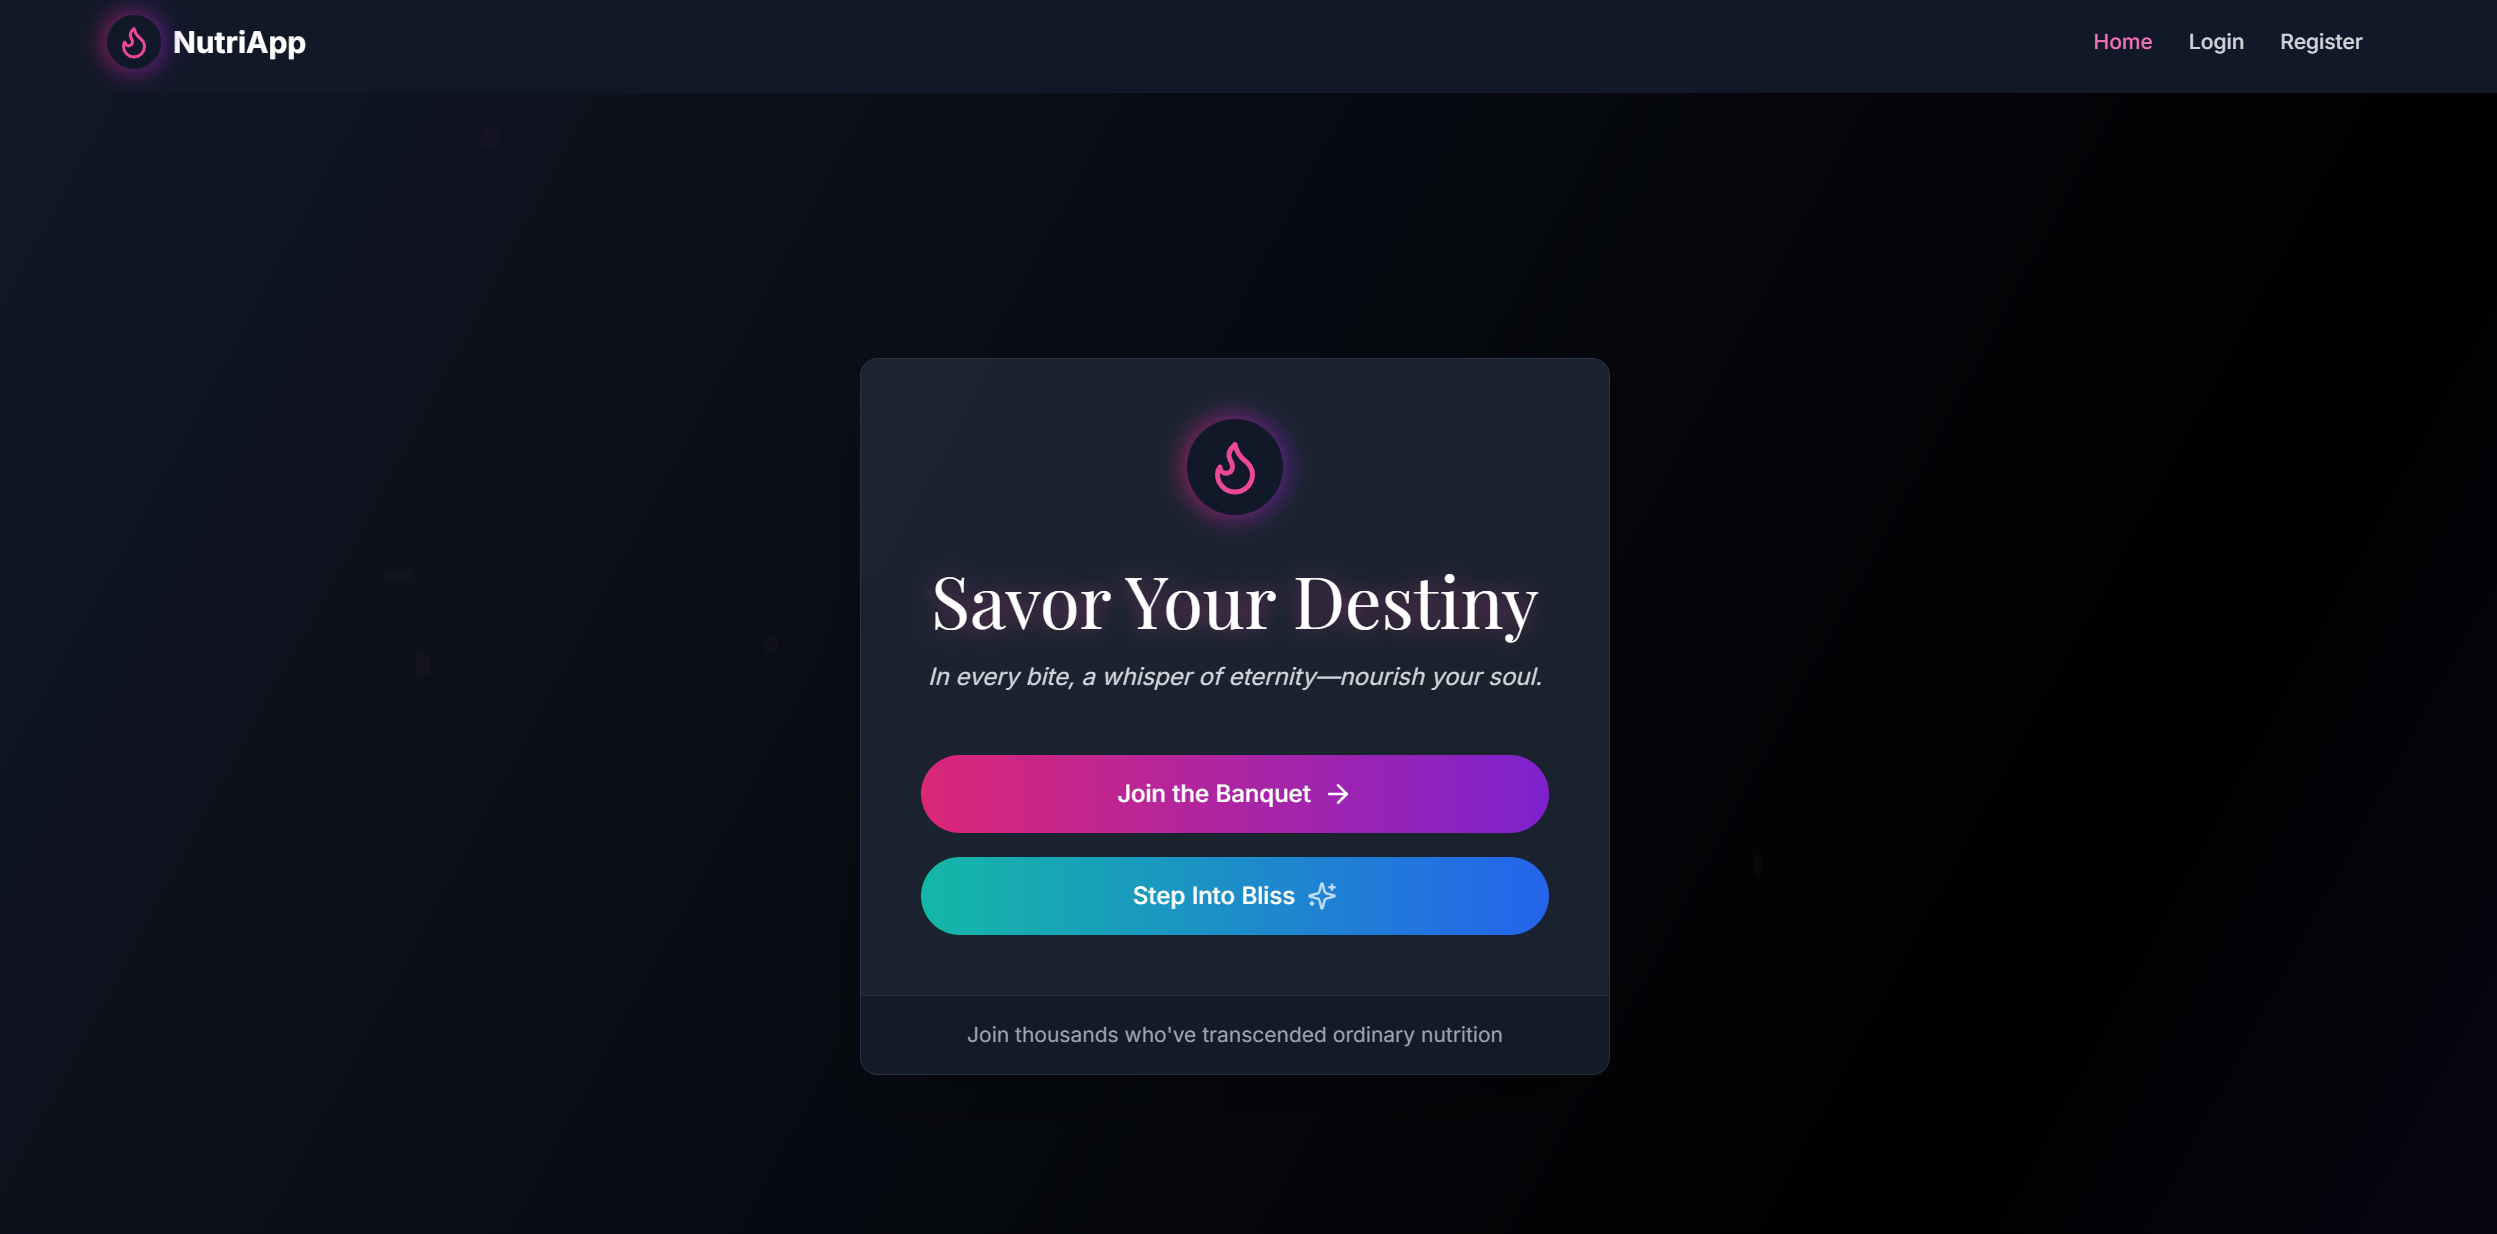 NutriApp
Home
Login
Register
Savor Your Destiny
In every bite, a whisper of eternity—nourish your soul.
Join the Banquet
Step Into Bliss
Join thousands who've transcended ordinary nutrition